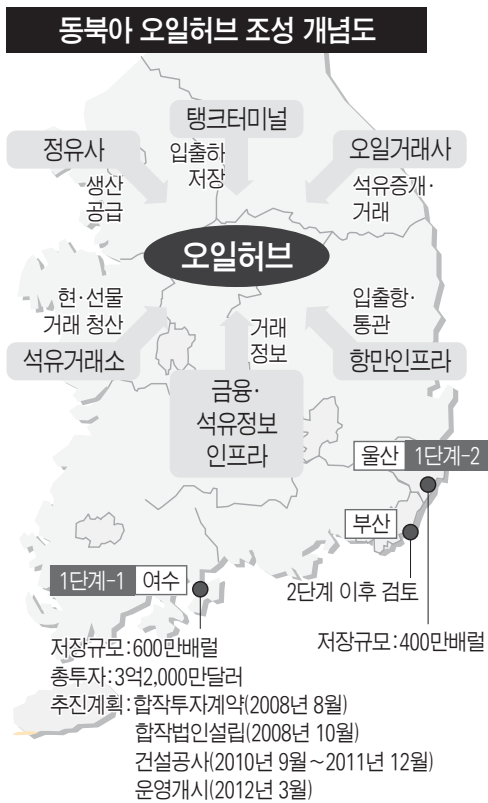 동북아 오일허브 조성 개념도
탱크터미널
입출하
저장
정유사
생산
공급
오일거래사
석유중개·
거래
오일허브
현·선물
거래 청산
석유거래소
거래
정보
금융·
석유정보
인프라
입출항·
통관
항만인프라
울산 1단계-2
부산
2단계 이후 검토
저장규모:400만배럴
1단계-1 여수
저장규모:600만배럴
총투자:3억2,000만달러
추진계획:합작투자계약(2008년 8월)
합작법인설립(2008년 10월)
건설공사(2010년 9월~2011년 12월)
운영개시(2012년 3월)